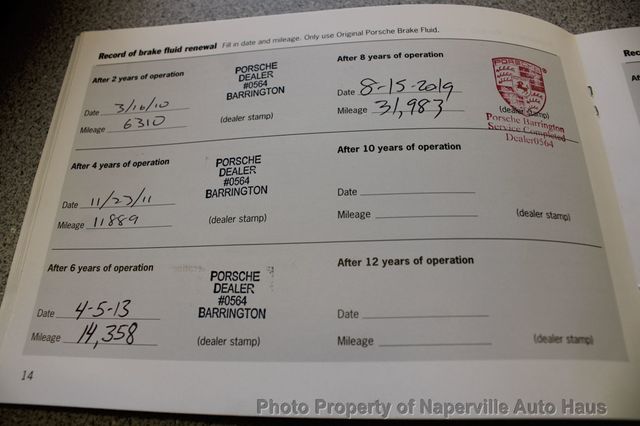 Record of brake fluid renewal Fill in date and mileage. Only use Original Porsche Brake Fluid.
After 2 years of operation
PORSCHE
DEALER
#0564
BARRINGTON
Date 3/16/10
Mileage 6310
(dealer stamp)
After 4 years of operation
PORSCHE
DEALER
#0564
BARRINGTON
Date 11/23/11
Mileage 11889
(dealer stamp)
After 6 years of operation
PORSCHE
DEALER
#0564
BARRINGTON
Date 4-5-13
Mileage 14,358
(dealer stamp)
After 8 years of operation
Date 8-15-2019
Mileage 31,983
(dealer stamp)
PORSCHE
Porsche Barrington
Service Completed
Dealer0564
After 10 years of operation
Date
Mileage
(dealer stamp)
After 12 years of operation
Date
Mileage
(dealer stamp)
14
Rec
Photo Property of Naperville Auto Haus